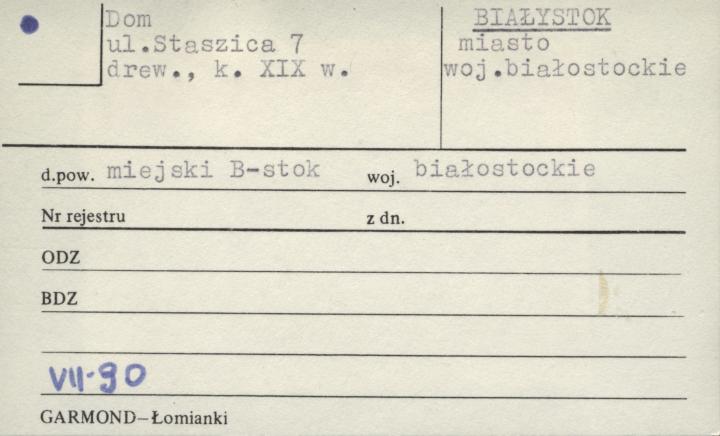 Dom
ul.Staszica 7
drew., k. XIX w.
BIAŁYSTOK
miasto
woj.białostockie
d.pow. miejski B-stok woj. białostockie
Nr rejestru z dn.
ODZ
BDZ
VII-90
GARMOND–Łomianki